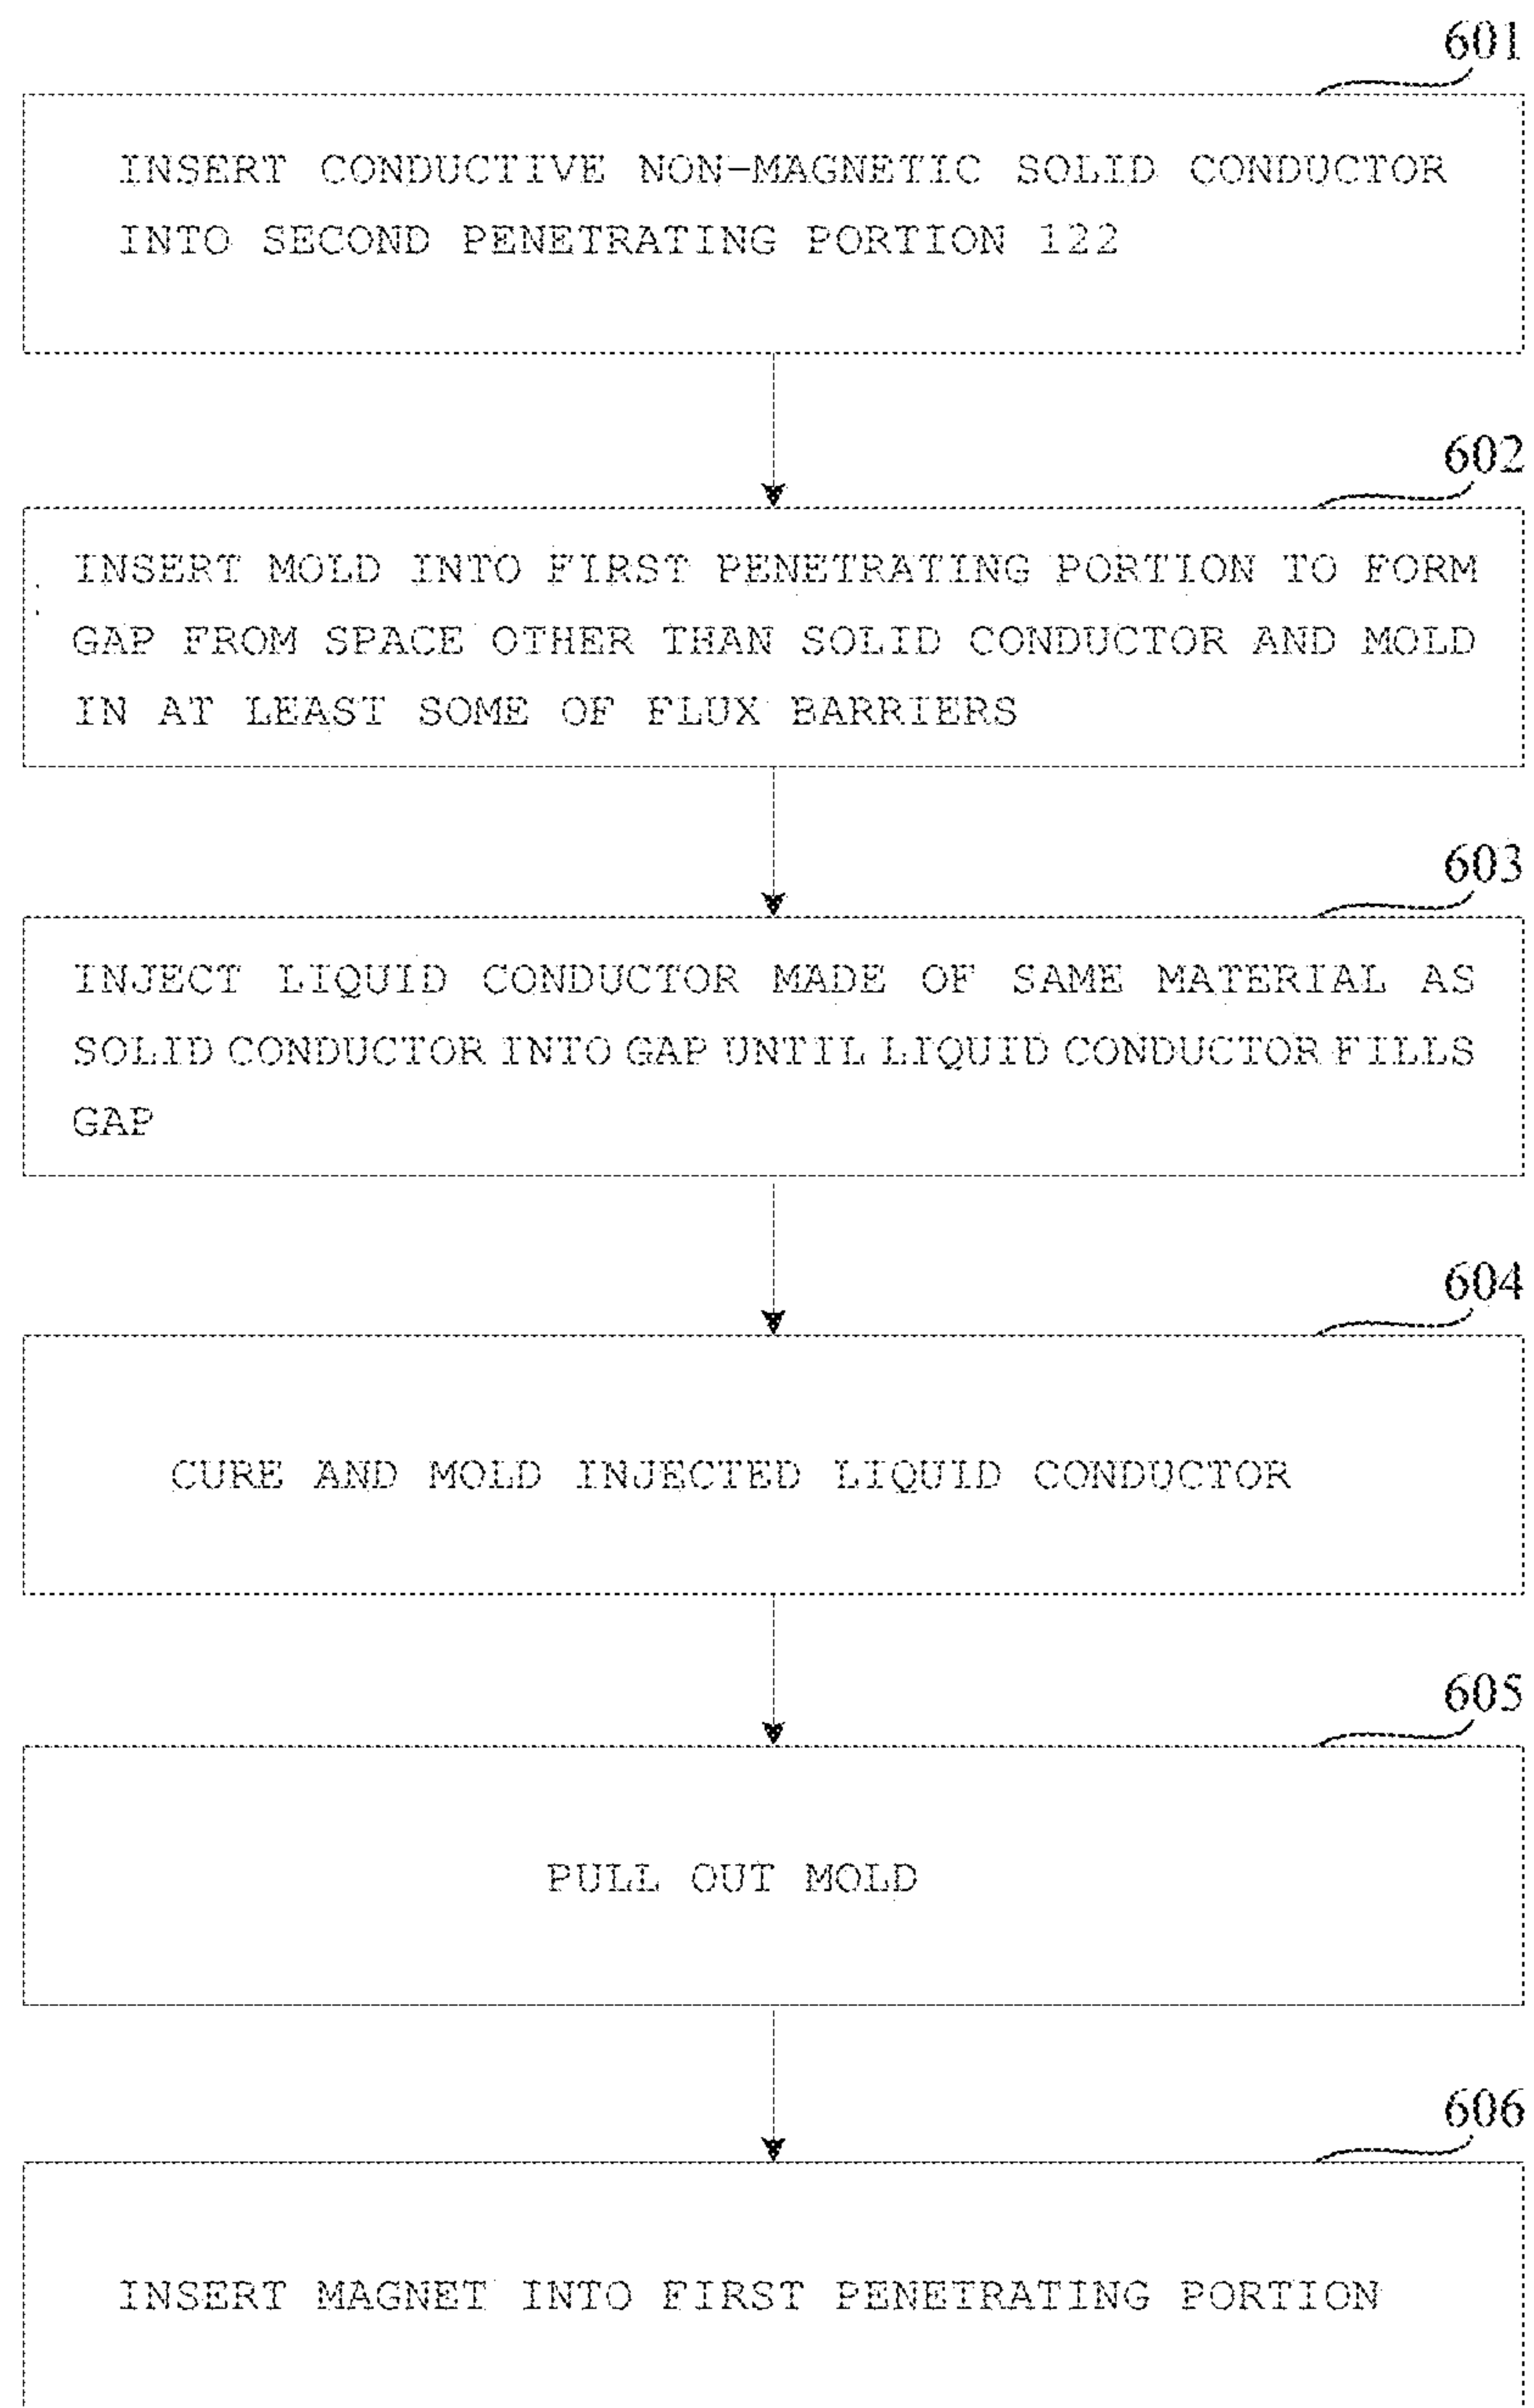 601
INSERT CONDUCTIVE NON-MAGNETIC SOLID CONDUCTOR
INTO SECOND PENETRATING PORTION 122
602
INSERT MOLD INTO FIRST PENETRATING PORTION TO FORM
GAP FROM SPACE OTHER THAN SOLID CONDUCTOR AND MOLD
IN AT LEAST SOME OF FLUX BARRIERS
603
INJECT LIQUID CONDUCTOR MADE OF SAME MATERIAL AS
SOLID CONDUCTOR INTO GAP UNTIL LIQUID CONDUCTOR FILLS
GAP
604
CURE AND MOLD INJECTED LIQUID CONDUCTOR
605
PULL OUT MOLD
606
INSERT MAGNET INTO FIRST PENETRATING PORTION